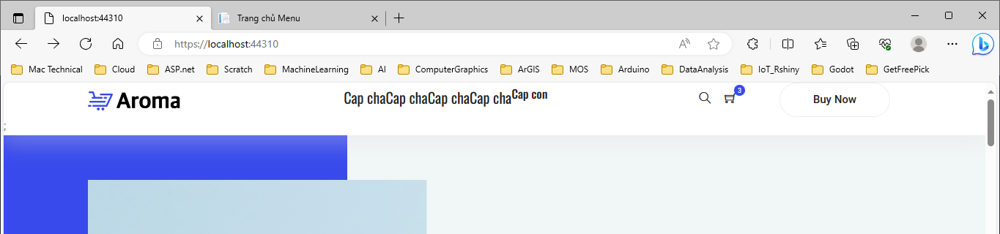 localhost:44310
Trang chủ Menu
https://localhost:44310
Mac Technical Cloud ASP.net Scratch MachineLearning AI ComputerGraphics ArGIS MOS Arduino DataAnalysis IoT_Rshiny Godot GetFreePick
Aroma Cap chaCap chaCap chaCap chaCap con 3 Buy Now
;